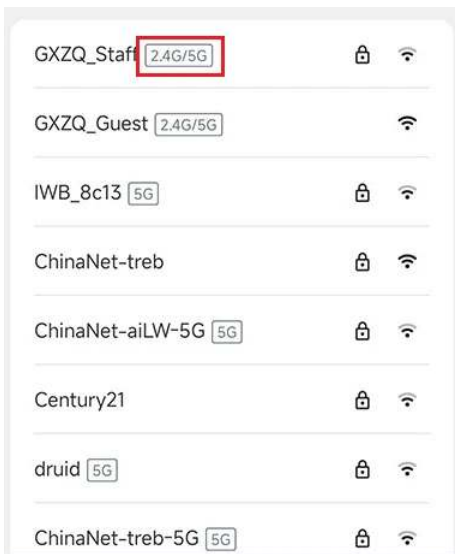 GXZQ_Staff 2.4G/5G
GXZQ_Guest 2.4G/5G
IWB_8c13 5G
ChinaNet-treb
ChinaNet-aiLW-5G 5G
Century21
druid 5G
ChinaNet-treb-5G 5G